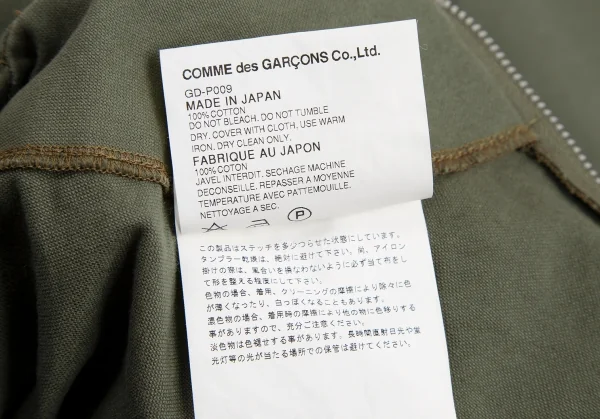 COMME des GARÇONS Co.,Ltd.
GD-P009
MADE IN JAPAN
100%COTTON
DO NOT BLEACH. DO NOT TUMBLE
DRY. COVER WITH CLOTH, USE WARM
IRON. DRY CLEAN ONLY.
FABRIQUE AU JAPON
100%COTON
JAVEL INTERDIT. SECHAGE MACHINE
DECONSEILLE. REPASSER A MOYENNE
TEMPERATURE AVEC PATTEMOUILLE.
NETTOYAGE A SEC.
P
この製品はステッチを多少つらせた状態にしています。
タンブラー乾燥は、絶対に避けて下さい。尚、アイロン
掛けの際は、風合いを損なわないように必ず当て布をし
て形を整える程度にして下さい。
色物の場合、着用、クリーニングの摩擦により除々に色
が薄くなったり、白っぽくなることもあります。
濃色物の場合、着用時の摩擦により他の物に色移りする
事がありますので、充分ご注意ください。
淡色物は色褪せする事があります。長時間直射日光や蛍
光灯等の光が当たる場所での保管は避けてください。